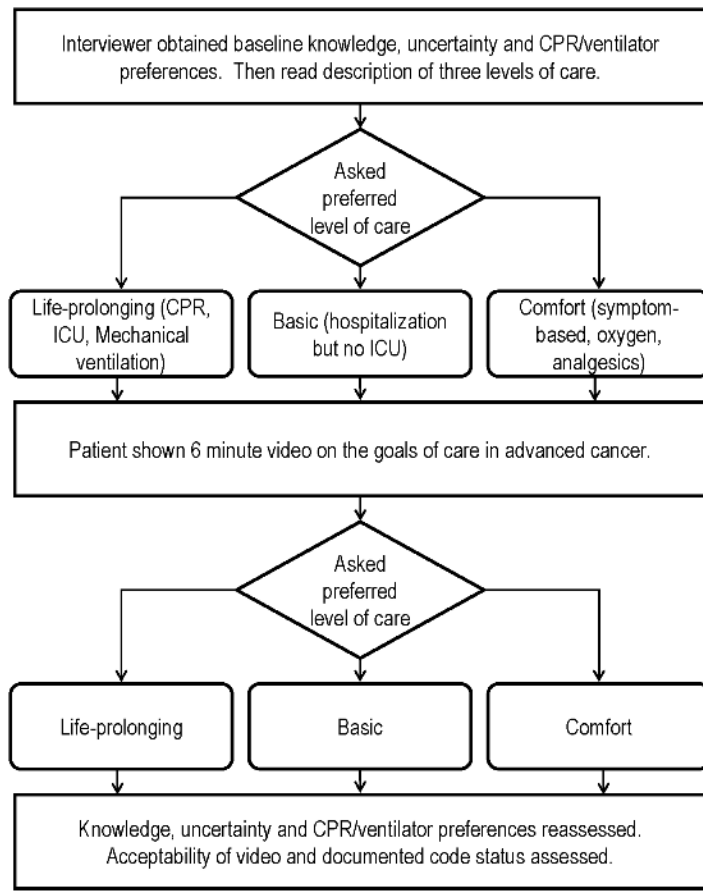 Interviewer obtained baseline knowledge, uncertainty and CPR/ventilator
preferences. Then read description of three levels of care.
Asked
preferred
level of care
Life-prolonging (CPR,
ICU, Mechanical
ventilation)
Basic (hospitalization
but no ICU)
Comfort (symptom-
based, oxygen,
analgesics)
Patient shown 6 minute video on the goals of care in advanced cancer.
Asked
preferred
level of care
Life-prolonging
Basic
Comfort
Knowledge, uncertainty and CPR/ventilator preferences reassessed.
Acceptability of video and documented code status assessed.